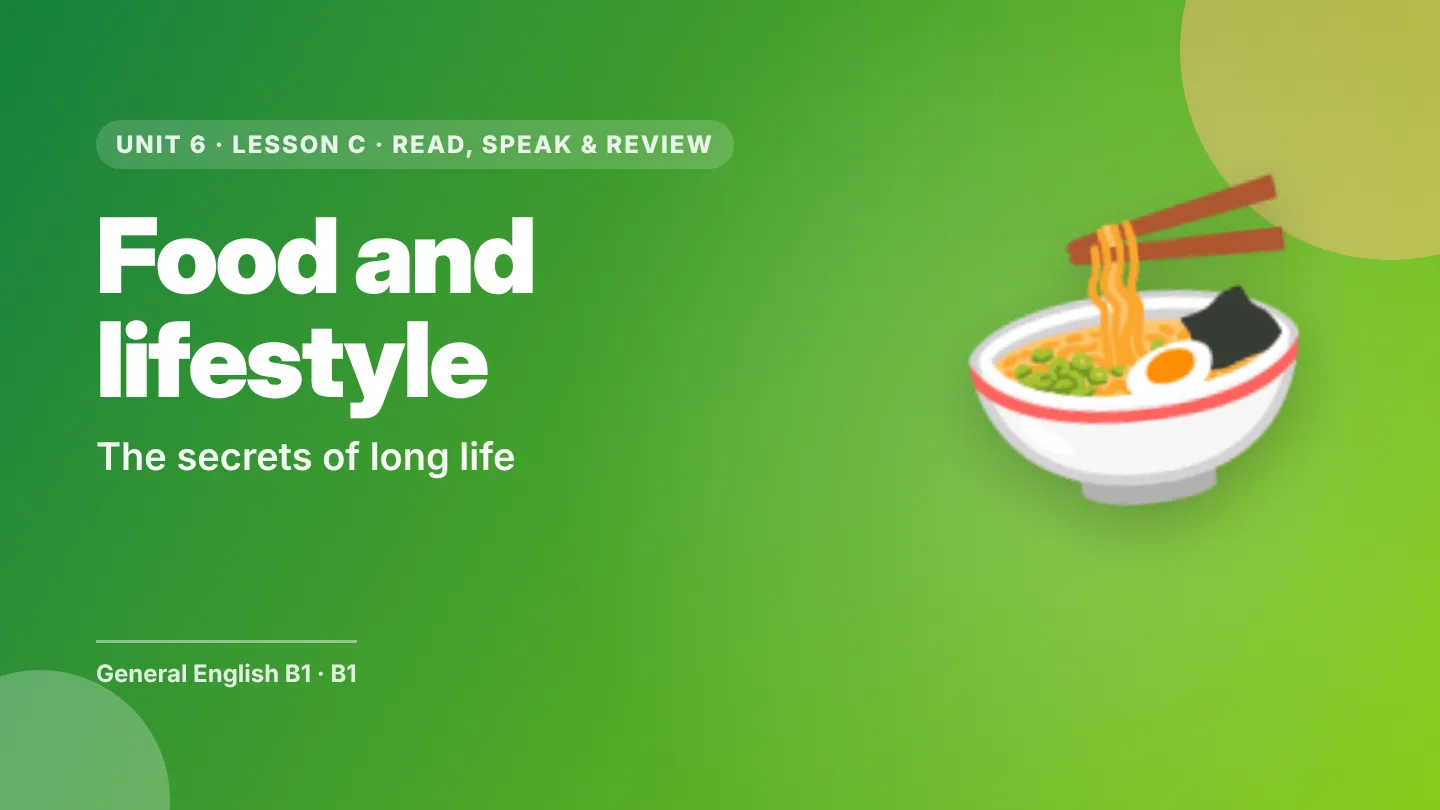 UNIT 6 · LESSON C · READ, SPEAK & REVIEW
Food and
lifestyle
The secrets of long life
General English B1 · B1